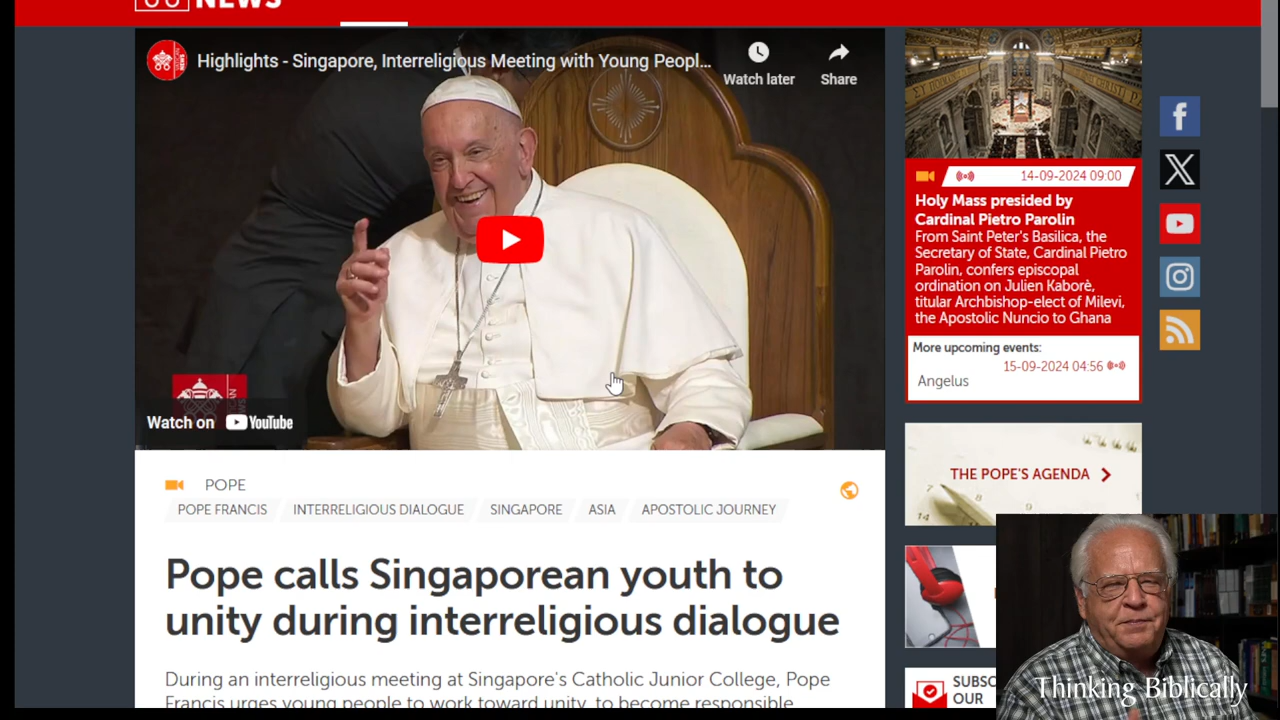 NEWS
Highlights - Singapore, Interreligious Meeting with Young Peopl...
Watch later
Share
Watch on YouTube
POPE
POPE FRANCIS
INTERRELIGIOUS DIALOGUE
SINGAPORE
ASIA
APOSTOLIC JOURNEY
Pope calls Singaporean youth to
unity during interreligious dialogue
During an interreligious meeting at Singapore's Catholic Junior College, Pope
Francis urges young people to work toward unity, to become responsible
14-09-2024 09:00
Holy Mass presided by
Cardinal Pietro Parolin
From Saint Peter's Basilica, the
Secretary of State, Cardinal Pietro
Parolin, confers episcopal
ordination on Julien Kaborè,
titular Archbishop-elect of Milevi,
the Apostolic Nuncio to Ghana
More upcoming events:
15-09-2024 04:56
Angelus
THE POPE'S AGENDA
OUR
Thinking Biblically